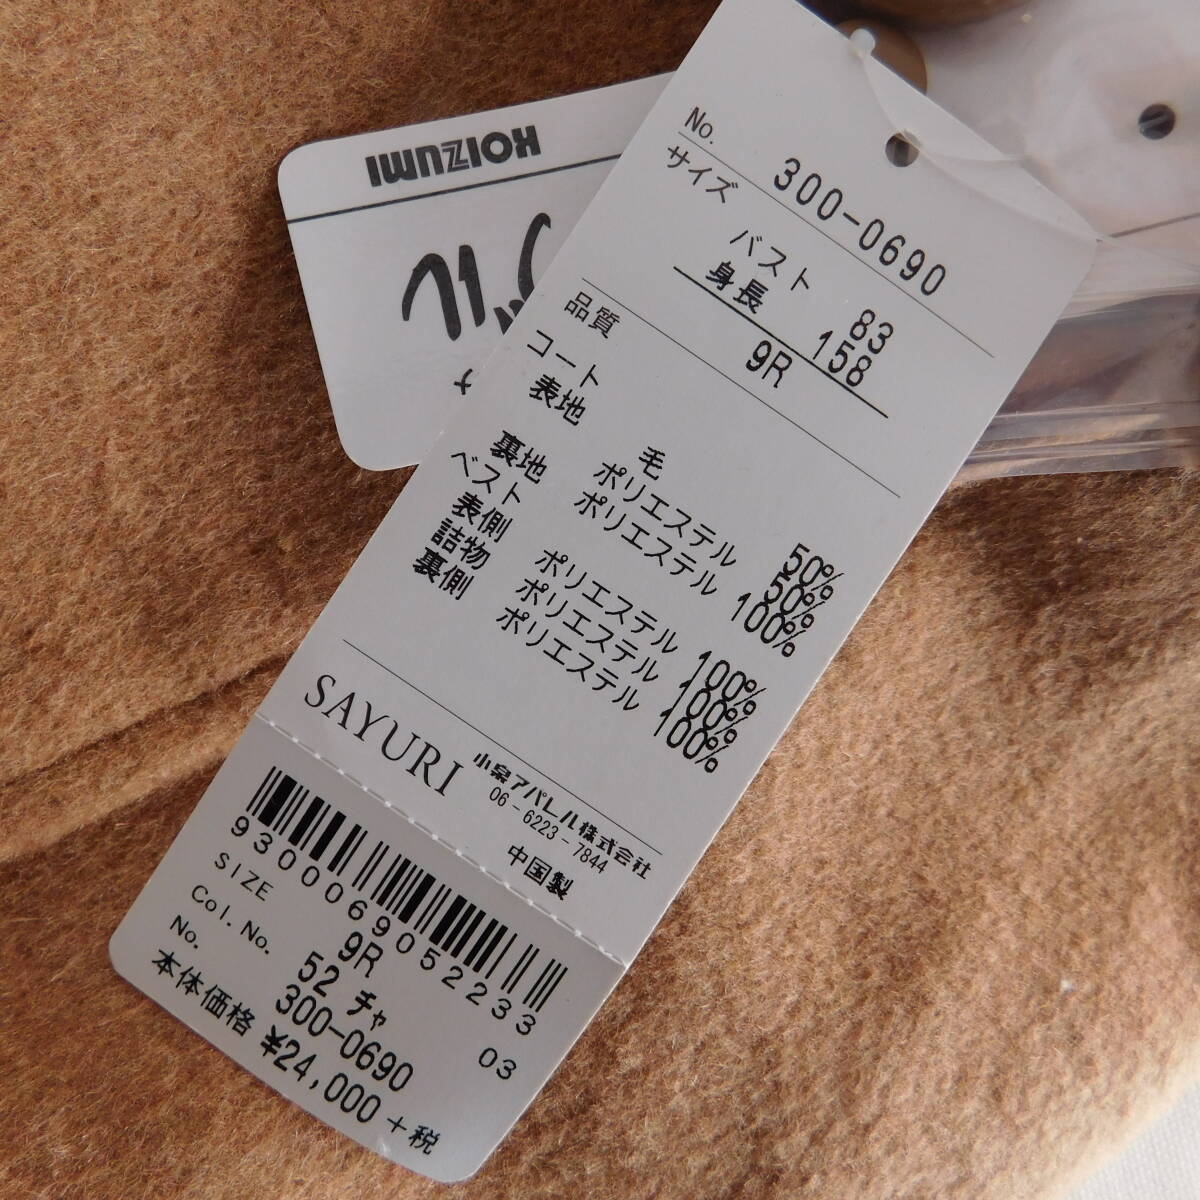 KOIZUMI
No. 300-0690
サイズ
バスト 83
身長 158
9R
品質
コート
表地 毛 50%
ポリエステル 50%
裏地 ポリエステル 100%
ベスト
表側 ポリエステル 100%
詰物 ポリエステル 100%
裏側 ポリエステル 100%
SAYURI
小泉アパレル株式会社
06-6223-7844
中国製
9300069052233
SIZE 9R
Col.No. 52 チャ 03
No. 300-0690
本体価格 ¥24,000+税